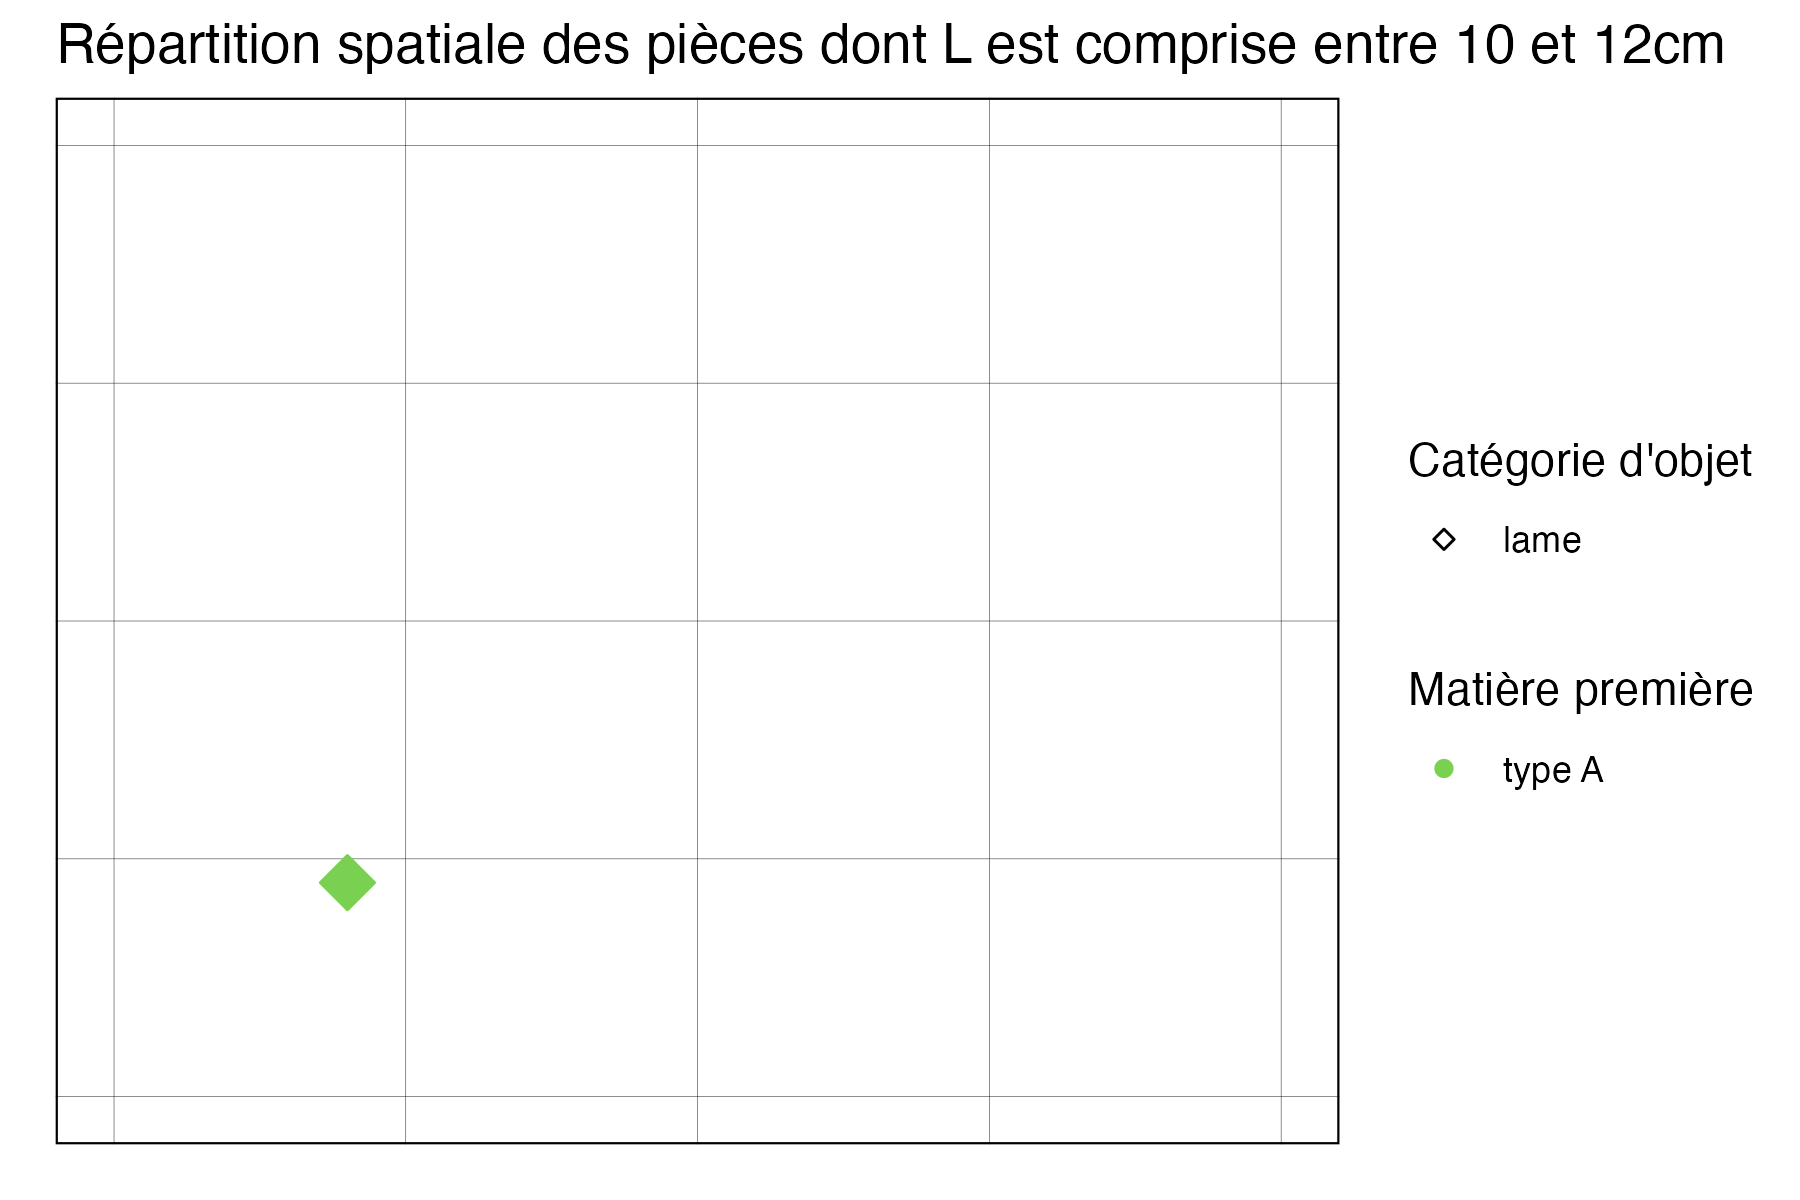 Répartition spatiale des pièces dont L est comprise entre 10 et 12cm
Catégorie d'objet
lame
Matière première
type A